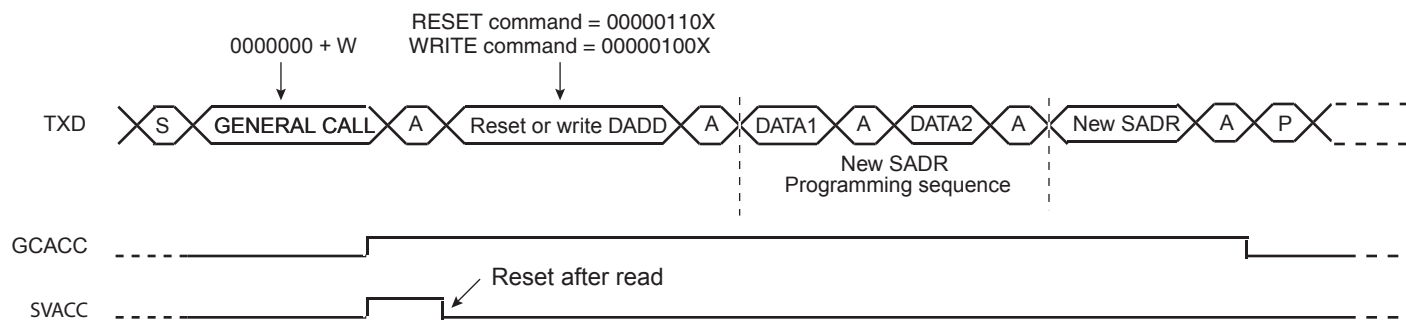 RESET command = 00000110X
0000000 + W
WRITE command = 00000100X
TXD
S
GENERAL CALL
A
Reset or write DADD
A
DATA1
A
DATA2
A
New SADR
A
P
New SADR
Programming sequence
GCACC
Reset after read
SVACC